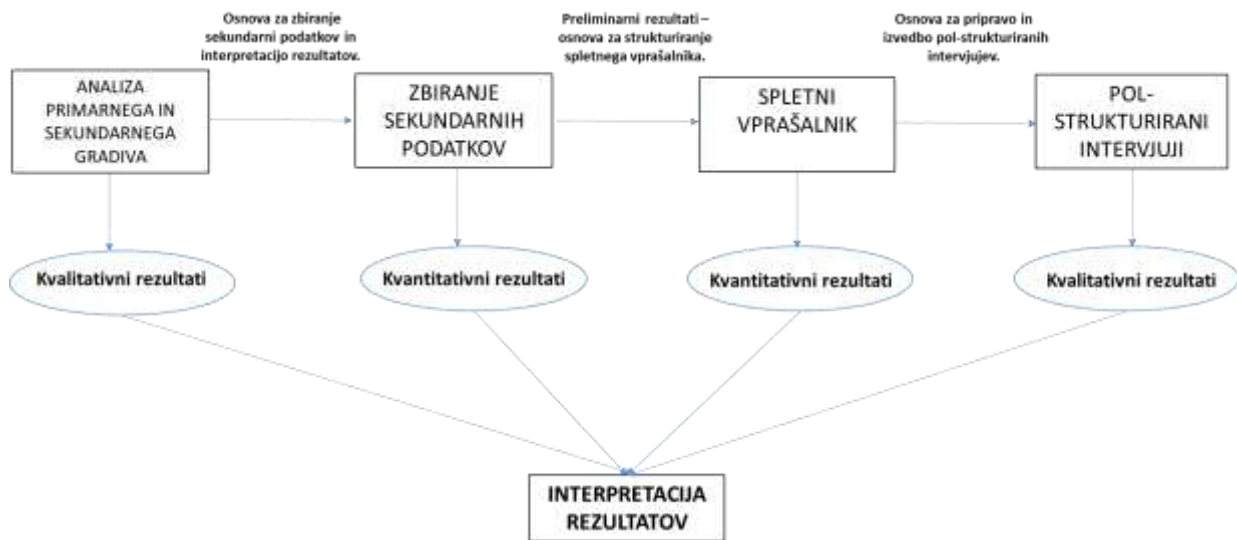 Osnova za zbiranje
sekundarni podatkov in
interpretacijo rezultatov.
Preliminarni rezultati –
osnova za strukturiranje
spletnega vprašalnika.
Osnova za pripravo in
izvedbo pol-strukturiranih
intervjujev.
ANALIZA
PRIMARNEGA IN
SEKUNDARNEGA
GRADIVA
ZBIRANJE
SEKUNDARNIH
PODATKOV
SPLETNI
VPRAŠALNIK
POL-
STRUKTURIRANI
INTERVJUJI
Kvalitativni rezultati
Kvantitativni rezultati
Kvantitativni rezultati
Kvalitativni rezultati
INTERPRETACIJA
REZULTATOV